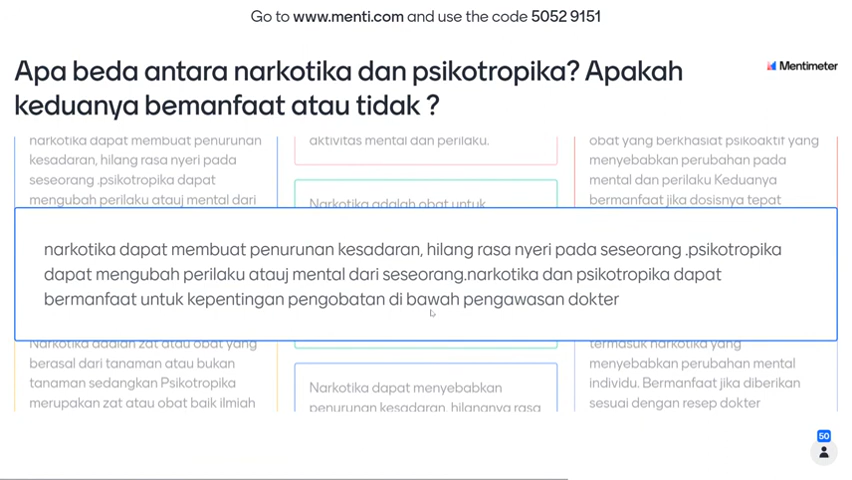 Go to www.menti.com and use the code 5052 9151
Apa beda antara narkotika dan psikotropika? Apakah
keduanya bemanfaat atau tidak ?
Mentimeter
narkotika dapat membuat penurunan
kesadaran, hilang rasa nyeri pada
seseorang .psikotropika dapat
mengubah perilaku atauj mental dari
aktivitas mental dan perilaku.
Narkotika adalah obat untuk
obat yang berkhasiat psikoaktif yang
menyebabkan perubahan pada
mental dan perilaku Keduanya
bermanfaat jika dosisnya tepat
narkotika dapat membuat penurunan kesadaran, hilang rasa nyeri pada seseorang .psikotropika
dapat mengubah perilaku atauj mental dari seseorang.narkotika dan psikotropika dapat
bermanfaat untuk kepentingan pengobatan di bawah pengawasan dokter
Narkotika adalah zat atau obat yang
berasal dari tanaman atau bukan
tanaman sedangkan Psikotropika
merupakan zat atau obat baik ilmiah
Narkotika dapat menyebabkan
penurunan kesadaran, hilangnya rasa
termasuk narkotika yang
menyebabkan perubahan mental
individu. Bermanfaat jika diberikan
sesuai dengan resep dokter
50